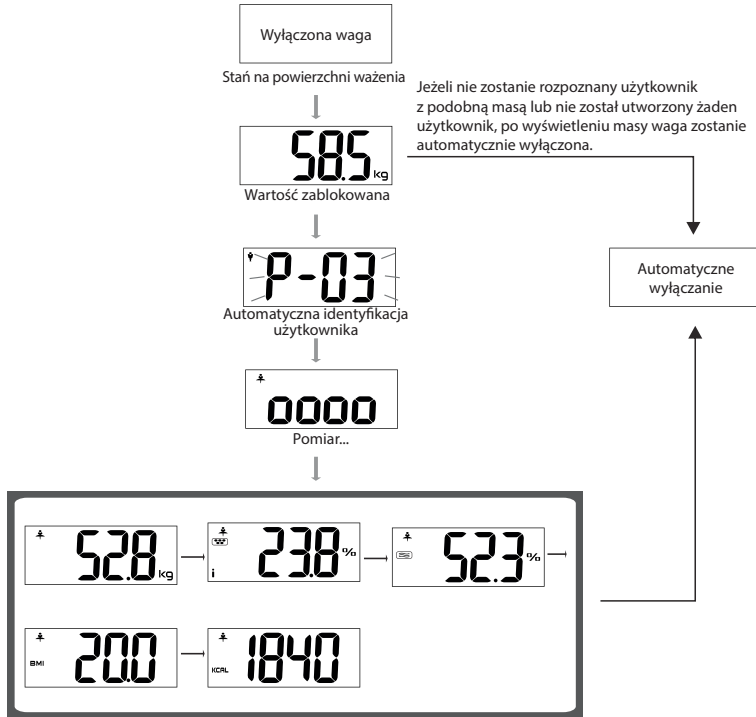 Wyłączona waga
Stań na powierzchni ważenia
Jeżeli nie zostanie rozpoznany użytkownik
z podobną masą lub nie został utworzony żaden
użytkownik, po wyświetleniu masy waga zostanie
automatycznie wyłączona.
58.5 kg
Wartość zablokowana
P-03
Automatyczna identyfikacja
użytkownika
Automatyczne
wyłączanie
oooo
Pomiar...
52.8 kg
23.8 %
i
52.3 %
BMI 20.0
KCAL 1840